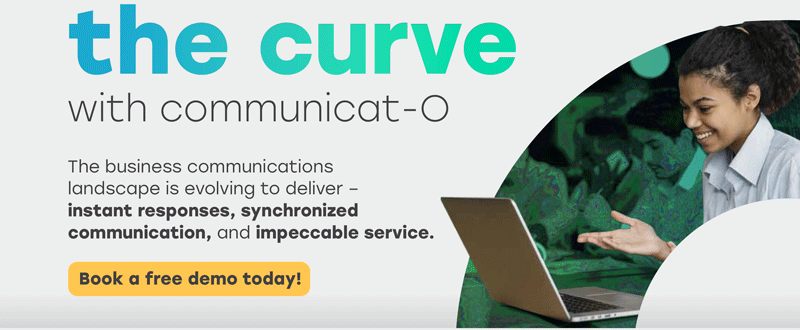 the curve
with communicat-O
The business communications
landscape is evolving to deliver –
instant responses, synchronized
communication, and impeccable service.
Book a free demo today!